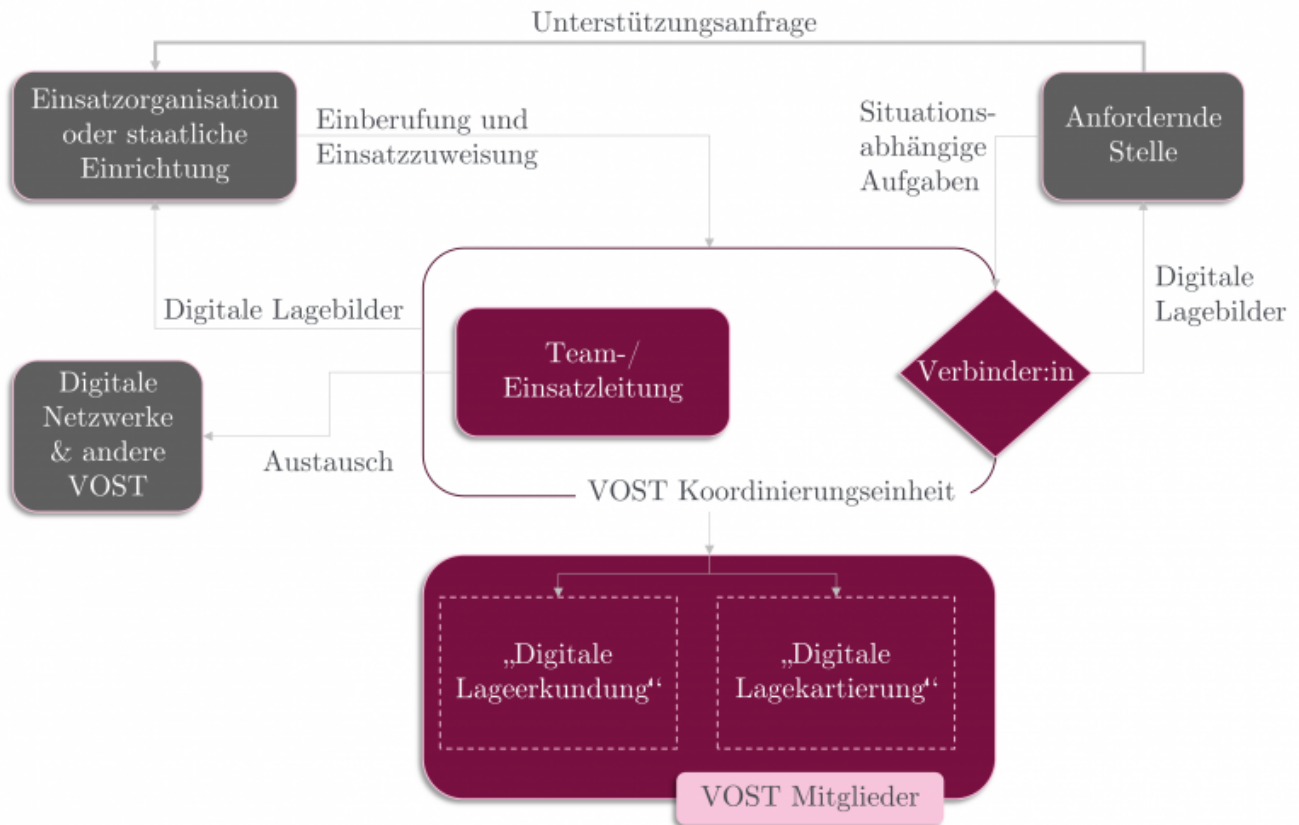 Unterstützungsanfrage
Einsatzorganisation
oder staatliche
Einrichtung
Einberufung und
Einsatzzuweisung
Situations-
abhängige
Aufgaben
Anfordernde
Stelle
Digitale Lagebilder
Digitale
Lagebilder
Team-/
Einsatzleitung
Verbinder:in
Digitale
Netzwerke
& andere
VOST
Austausch
VOST Koordinierungseinheit
„Digitale
Lageerkundung“
„Digitale
Lagekartierung“
VOST Mitglieder